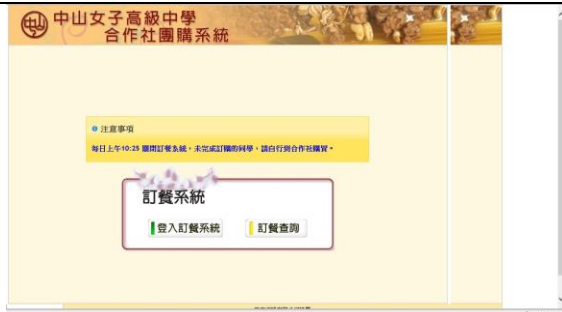 中山女子高級中學
合作社團購系統
注意事項
每日上午10:25 關閉訂餐系統，未完成訂購的同學，請自行到合作社購買。
訂餐系統
登入訂餐系統
訂餐查詢